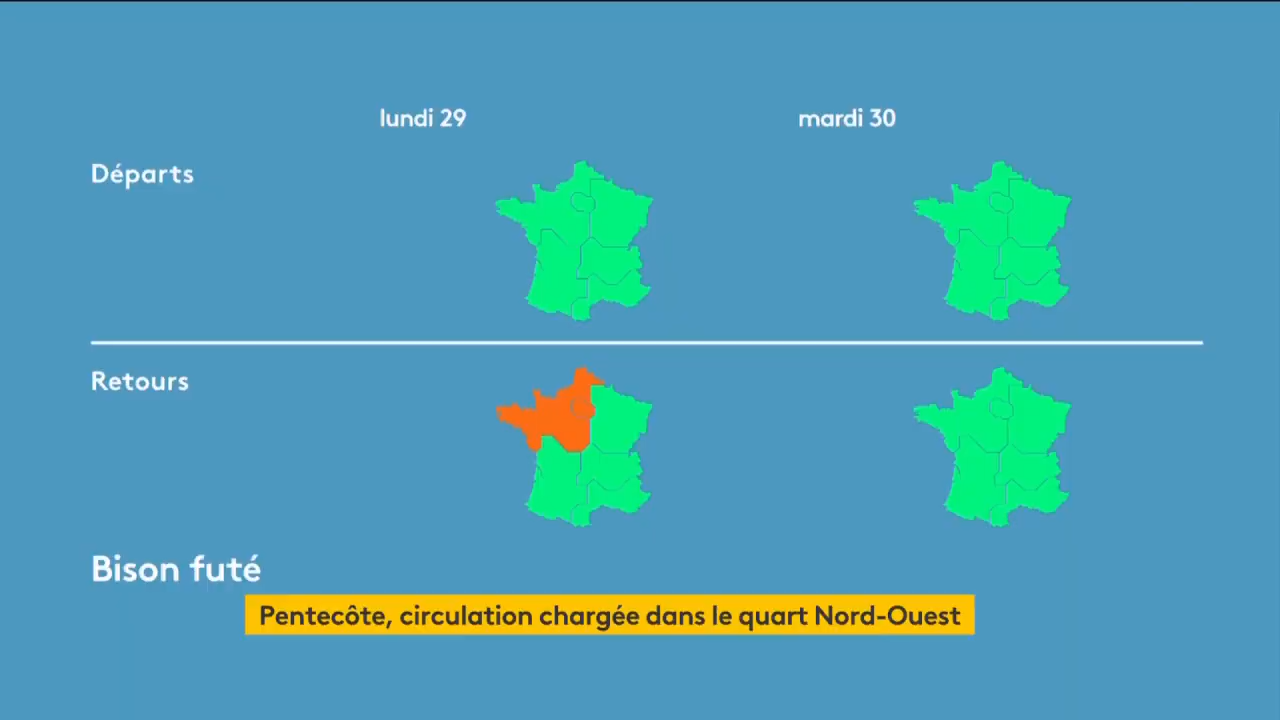 lundi 29
mardi 30
Départs
Retours
Bison futé
Pentecôte, circulation chargée dans le quart Nord-Ouest